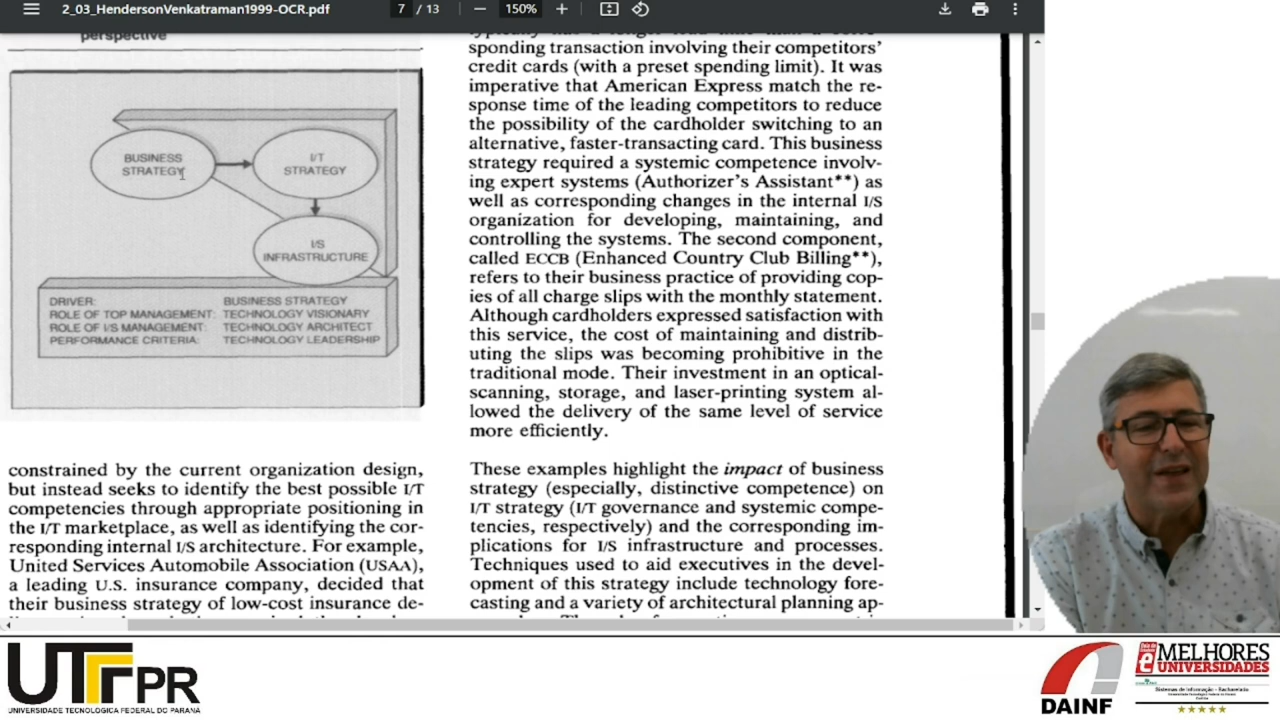 2_03_HendersonVenkatraman1999-OCR.pdf
7 / 13
150%
perspective
BUSINESS
STRATEGY
I/T
STRATEGY
I/S
INFRASTRUCTURE
DRIVER: BUSINESS STRATEGY
ROLE OF TOP MANAGEMENT: TECHNOLOGY VISIONARY
ROLE OF I/S MANAGEMENT: TECHNOLOGY ARCHITECT
PERFORMANCE CRITERIA: TECHNOLOGY LEADERSHIP
constrained by the current organization design,
but instead seeks to identify the best possible I/T
competencies through appropriate positioning in
the I/T marketplace, as well as identifying the cor-
responding internal I/S architecture. For example,
United Services Automobile Association (USAA),
a leading U.S. insurance company, decided that
their business strategy of low-cost insurance de-
sponding transaction involving their competitors'
credit cards (with a preset spending limit). It was
imperative that American Express match the re-
sponse time of the leading competitors to reduce
the possibility of the cardholder switching to an
alternative, faster-transacting card. This business
strategy required a systemic competence involv-
ing expert systems (Authorizer's Assistant**) as
well as corresponding changes in the internal I/S
organization for developing, maintaining, and
controlling the systems. The second component,
called ECCB (Enhanced Country Club Billing**),
refers to their business practice of providing cop-
ies of all charge slips with the monthly statement.
Although cardholders expressed satisfaction with
this service, the cost of maintaining and distrib-
uting the slips was becoming prohibitive in the
traditional mode. Their investment in an optical-
scanning, storage, and laser-printing system al-
lowed the delivery of the same level of service
more efficiently.
These examples highlight the impact of business
strategy (especially, distinctive competence) on
I/T strategy (I/T governance and systemic compe-
tencies, respectively) and the corresponding im-
plications for I/S infrastructure and processes.
Techniques used to aid executives in the devel-
opment of this strategy include technology fore-
casting and a variety of architectural planning ap-
UTFPR
UNIVERSIDADE TECNOLÓGICA FEDERAL DO PARANÁ
DAINF
MELHORES
UNIVERSIDADES
Sistemas de Informação - Bacharelado